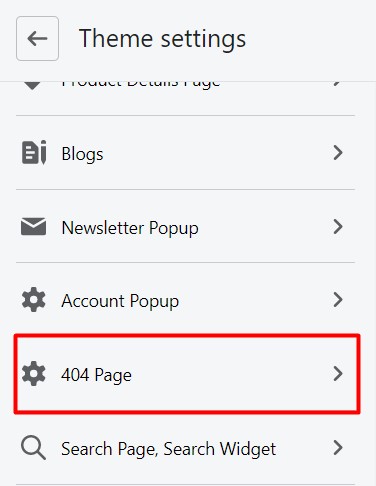 Theme settings
Product Details Page
Blogs
Newsletter Popup
Account Popup
404 Page
Search Page, Search Widget